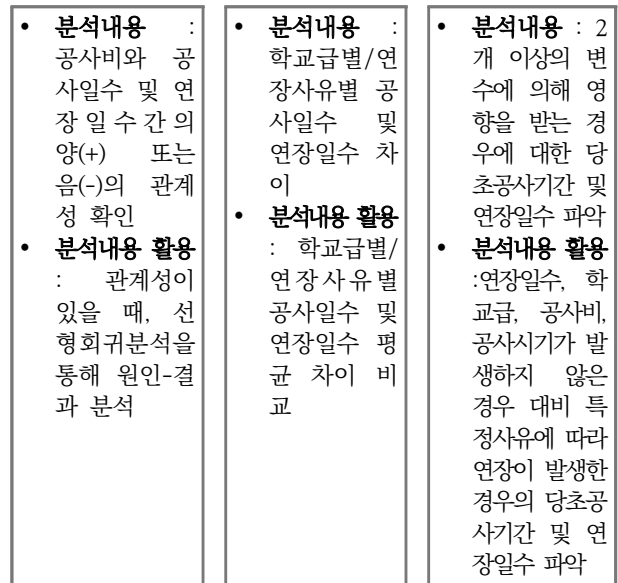 • 분석내용 :
공사비와 공
사일수 및 연
장일수간의
양(+) 또는
음(-)의 관계
성 확인
• 분석내용 활용
: 관계성이
있을 때, 선
형회귀분석을
통해 원인-결
과 분석
• 분석내용 :
학교급별/연
장사유별 공
사일수 및
연장일수 차
이
• 분석내용 활용
: 학교급별/
연장사유별
공사일수 및
연장일수 평
균 차이 비
교
• 분석내용 : 2
개 이상의 변
수에 의해 영
향을 받는 경
우에 대한 당
초공사기간 및
연장일수 파악
• 분석내용 활용
:연장일수, 학
교급, 공사비,
공사시기가 발
생하지 않은
경우 대비 특
정사유에 따라
연장이 발생한
경우의 당초공
사기간 및 연
장일수 파악